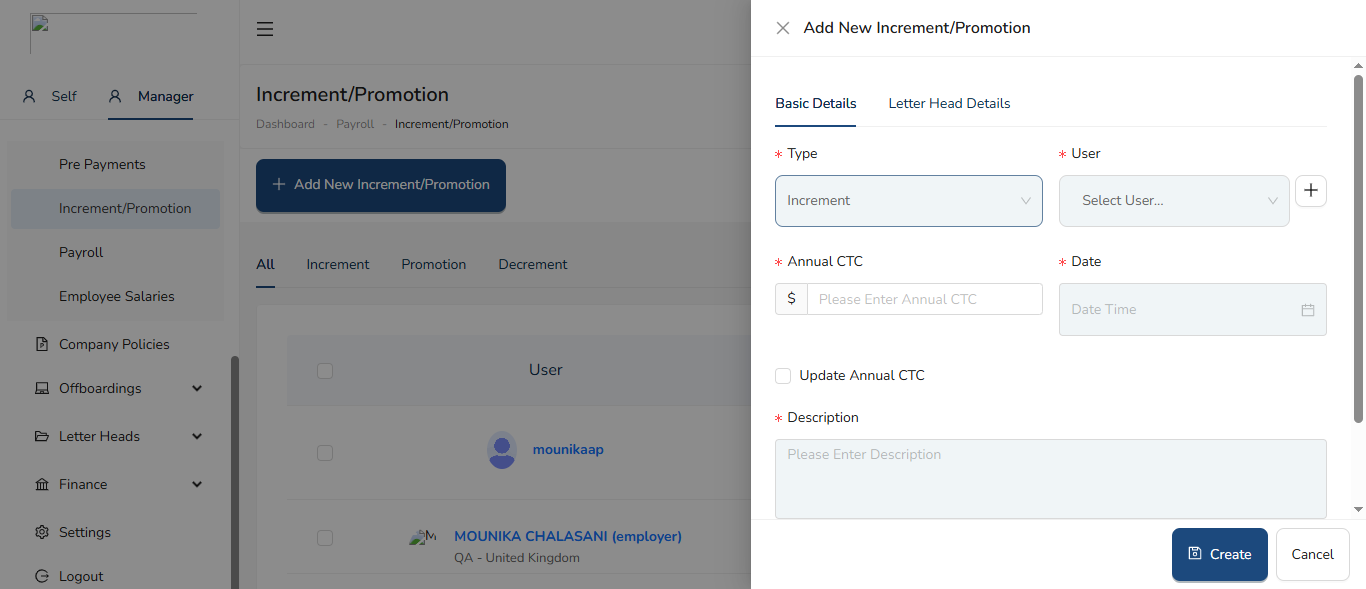 Self
Manager
Pre Payments
Increment/Promotion
Payroll
Employee Salaries
Company Policies
Offboardings
Letter Heads
Finance
Settings
Logout
Increment/Promotion
Dashboard - Payroll - Increment/Promotion
Add New Increment/Promotion
All Increment Promotion Decrement
User
mounikaap
M
MOUNIKA CHALASANI (employer)
QA - United Kingdom
Add New Increment/Promotion
Basic Details Letter Head Details
* Type
Increment
* User
Select User...
* Annual CTC
$ Please Enter Annual CTC
* Date
Date Time
Update Annual CTC
* Description
Please Enter Description
Create Cancel